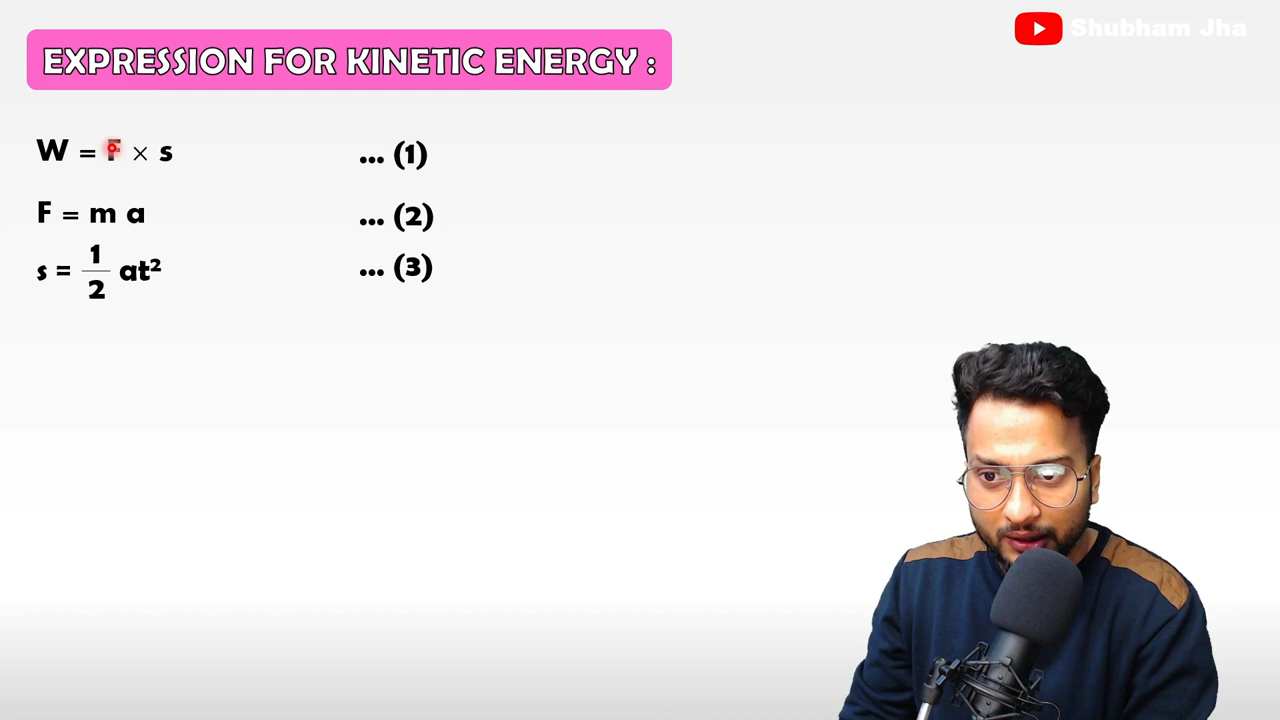 Shubham Jha
EXPRESSION FOR KINETIC ENERGY :
W = F × s ... (1)
F = m a ... (2)
s = 1/2 at² ... (3)